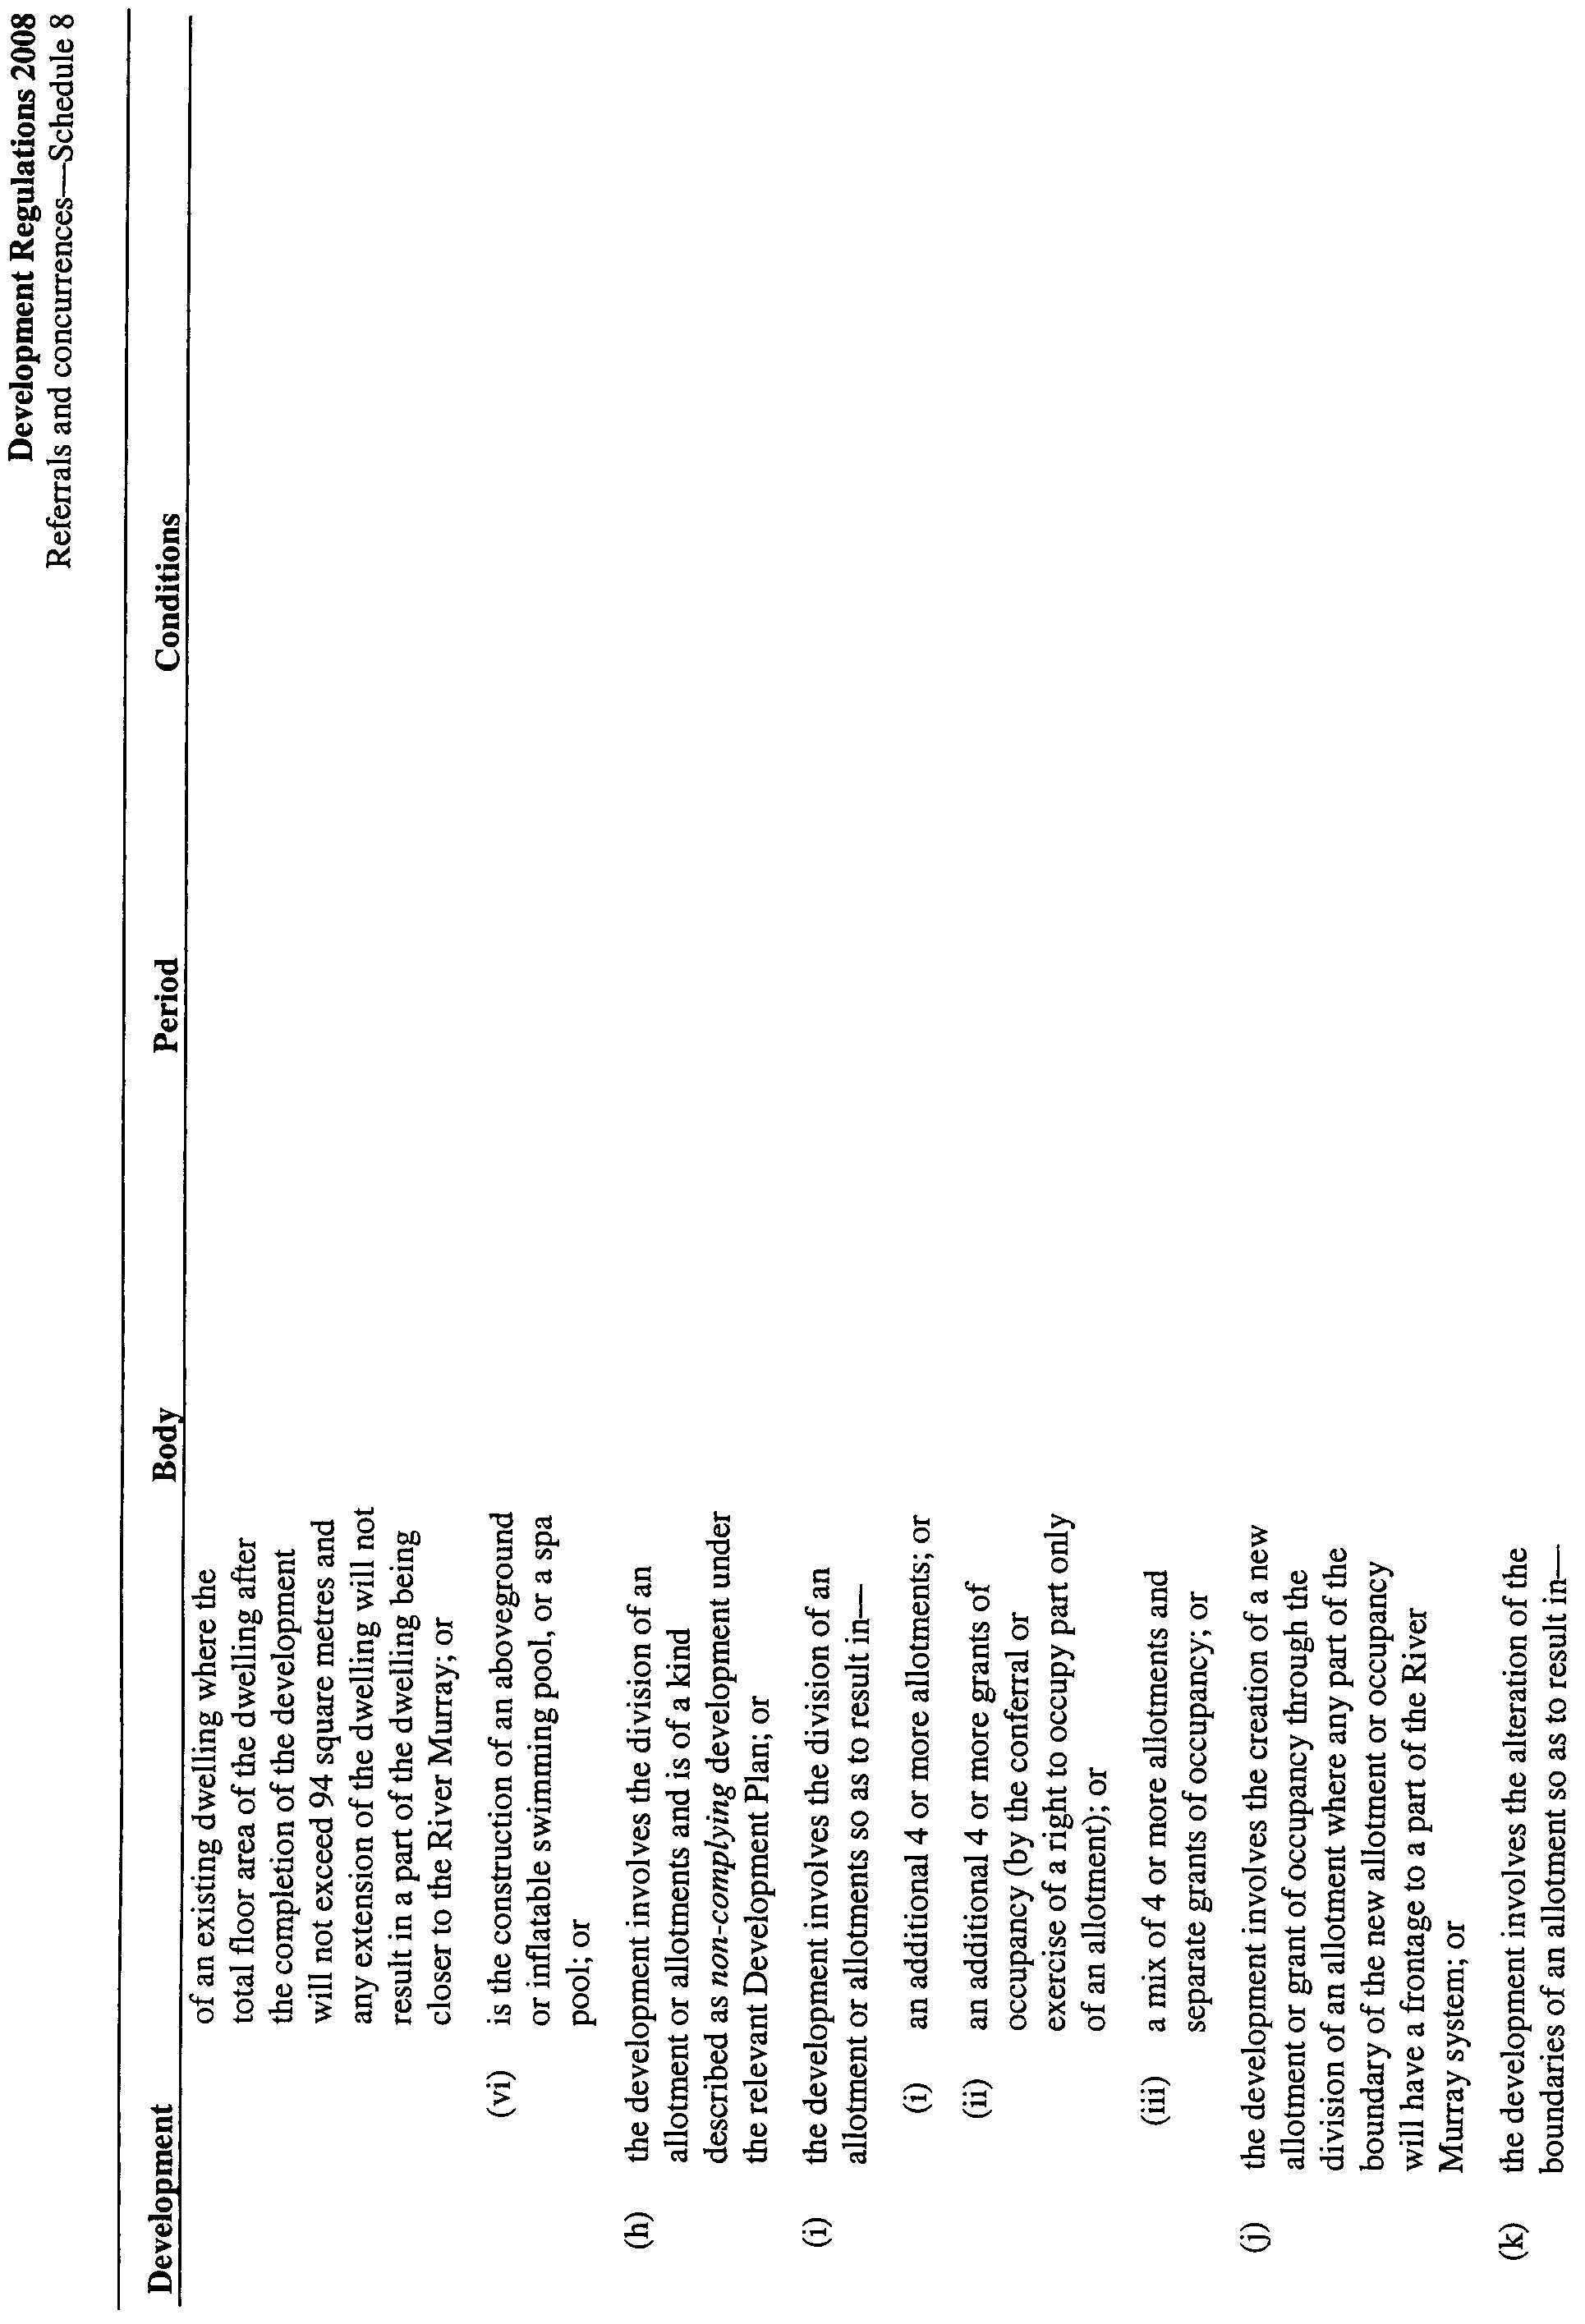 Development Regulations 2008
Referrals and concurrences—Schedule 8
Development Body Period Conditions
of an existing dwelling where the
total floor area of the dwelling after
the completion of the development
will not exceed 94 square metres and
any extension of the dwelling will not
result in a part of the dwelling being
closer to the River Murray; or
(vi) is the construction of an aboveground
or inflatable swimming pool, or a spa
pool; or
(h) the development involves the division of an
allotment or allotments and is of a kind
described as non-complying development under
the relevant Development Plan; or
(i) the development involves the division of an
allotment or allotments so as to result in—
(i) an additional 4 or more allotments; or
(ii) an additional 4 or more grants of
occupancy (by the conferral or
exercise of a right to occupy part only
of an allotment); or
(iii) a mix of 4 or more allotments and
separate grants of occupancy; or
(j) the development involves the creation of a new
allotment or grant of occupancy through the
division of an allotment where any part of the
boundary of the new allotment or occupancy
will have a frontage to a part of the River
Murray system; or
(k) the development involves the alteration of the
boundaries of an allotment so as to result in—